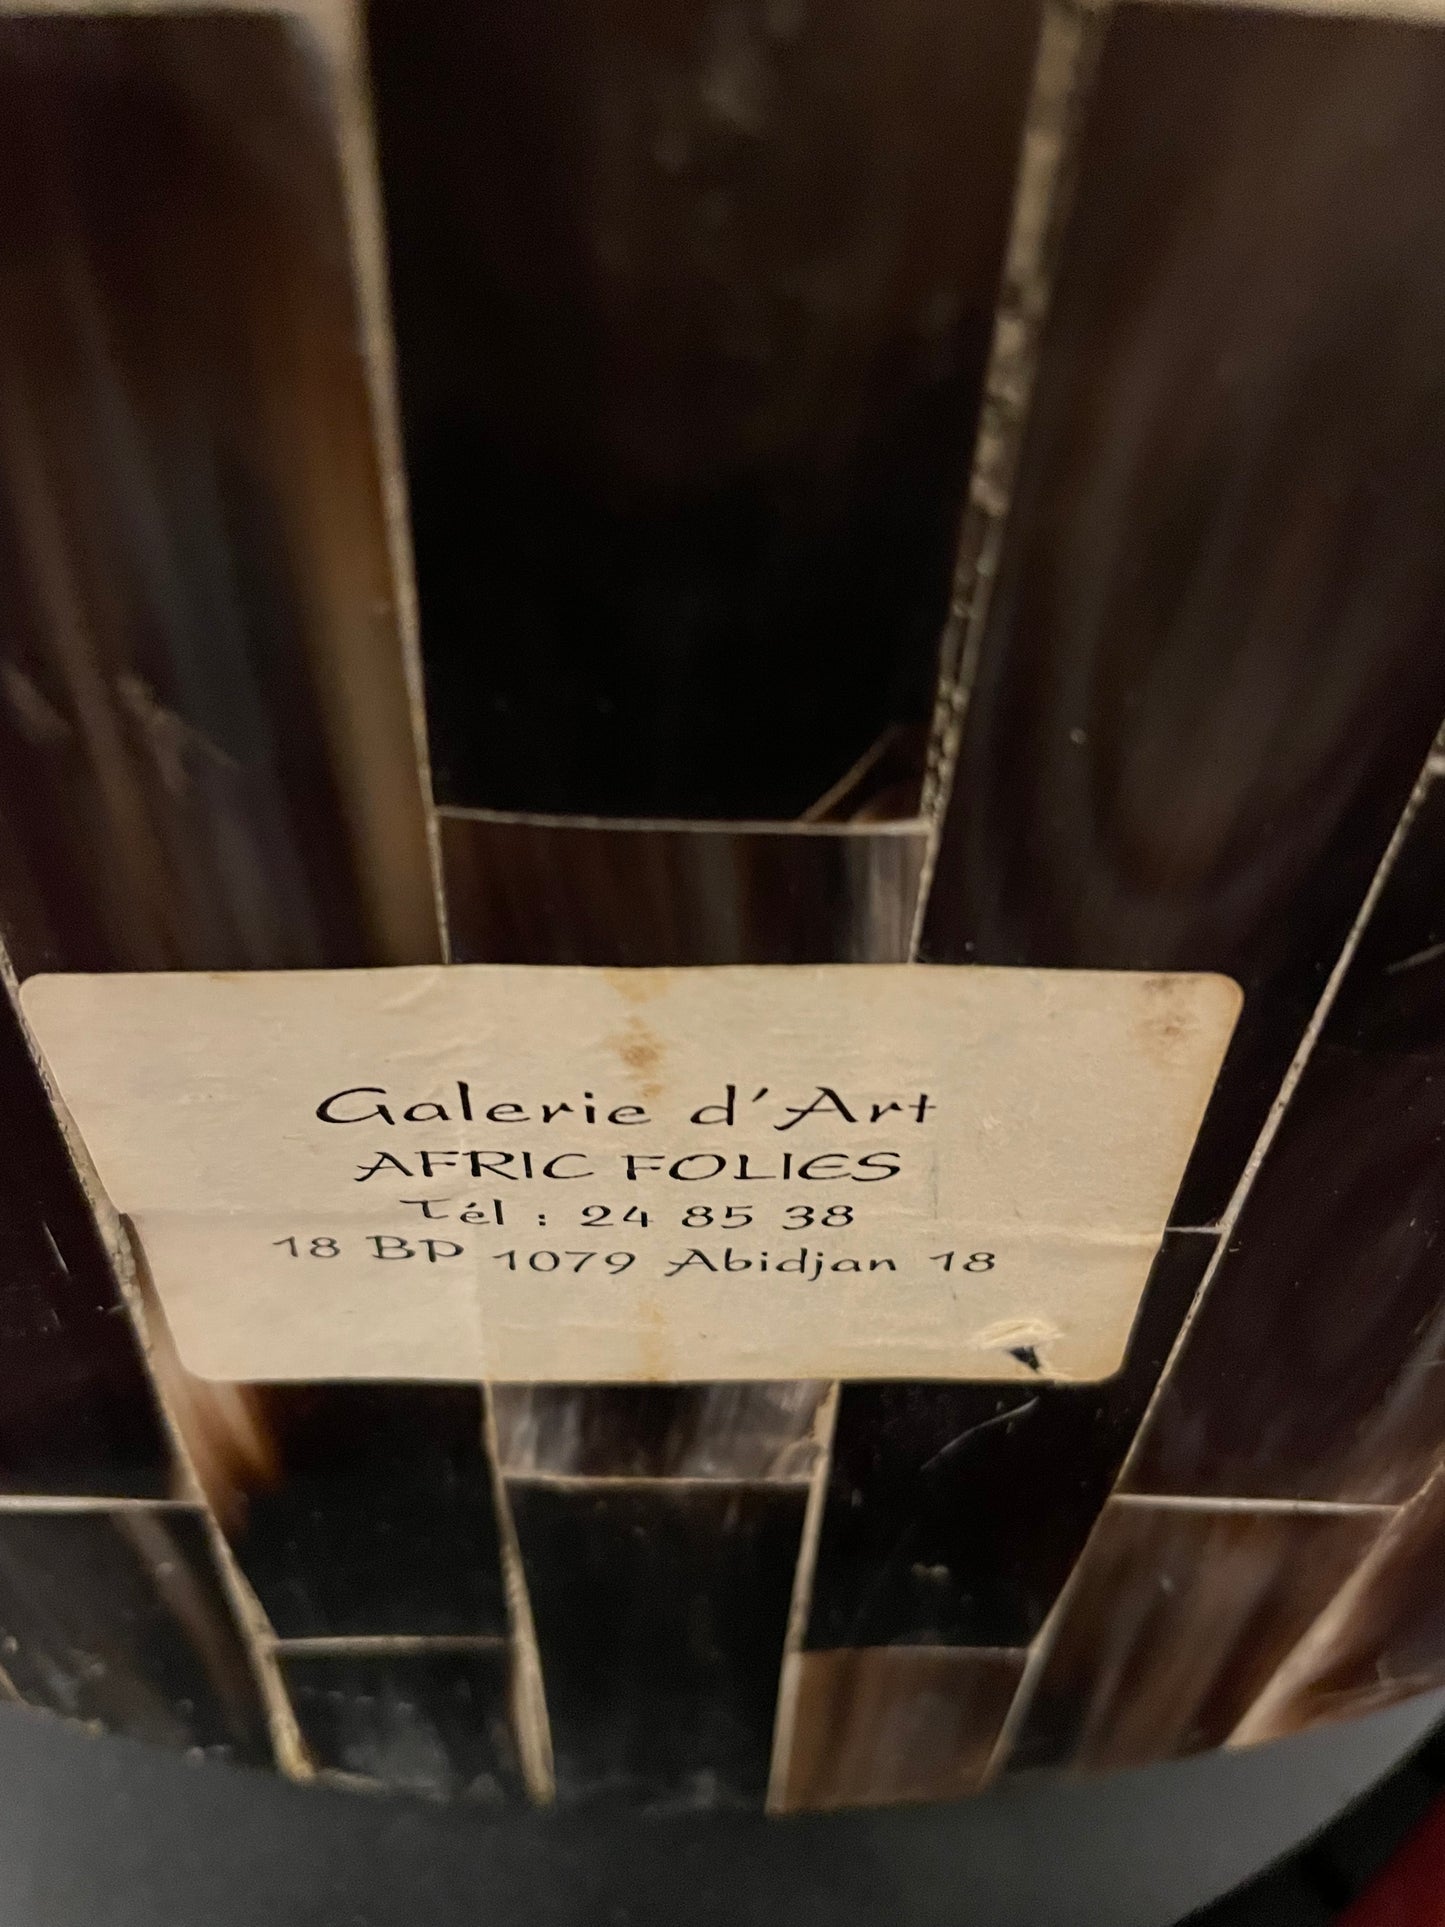 Galerie d'Art
AFRIC FOLIES
Tél : 24 85 38
18 BP 1079 Abidjan 18